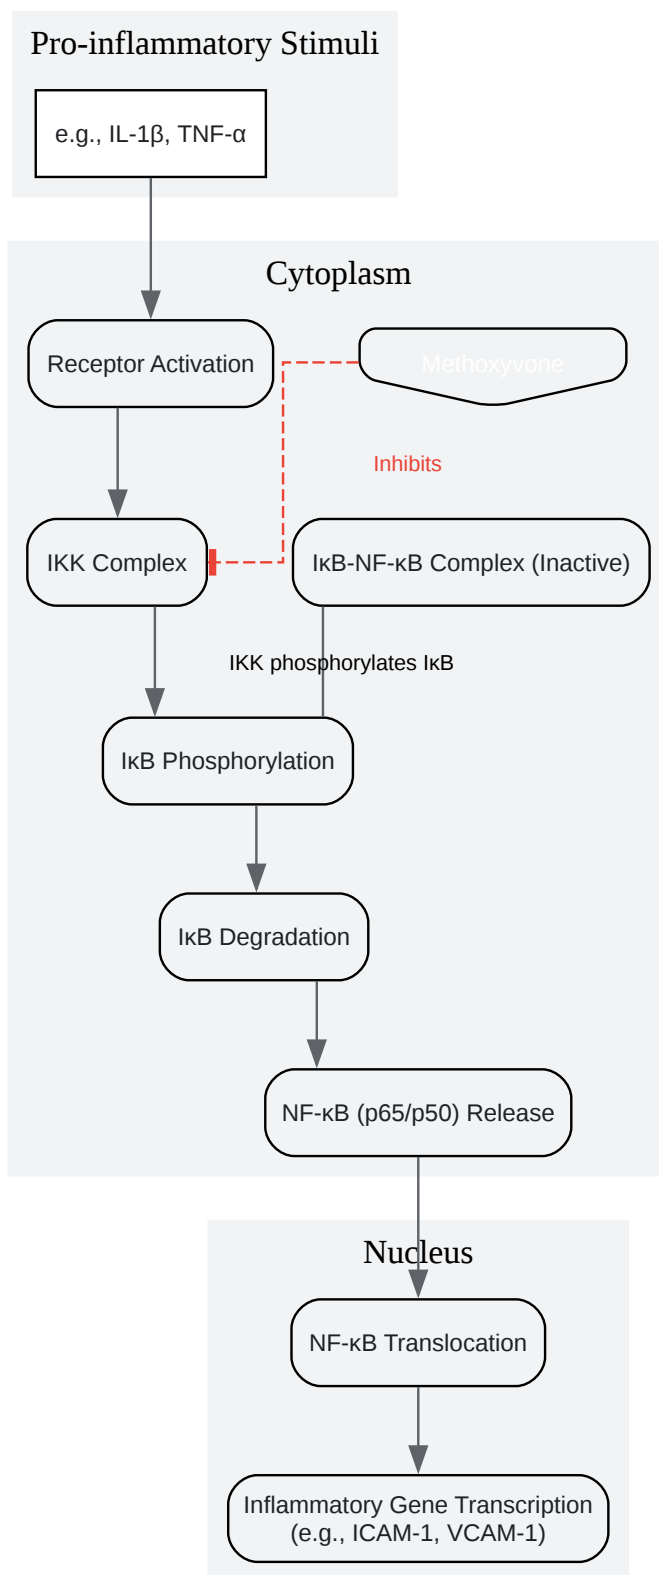 Pro-inflammatory Stimuli
e.g., IL-1β, TNF-α
Cytoplasm
Receptor Activation
Methoxyvone
Inhibits
IKK Complex
IκB-NF-κB Complex (Inactive)
IKK phosphorylates IκB
IκB Phosphorylation
IκB Degradation
NF-κB (p65/p50) Release
Nucleus
NF-κB Translocation
Inflammatory Gene Transcription
(e.g., ICAM-1, VCAM-1)